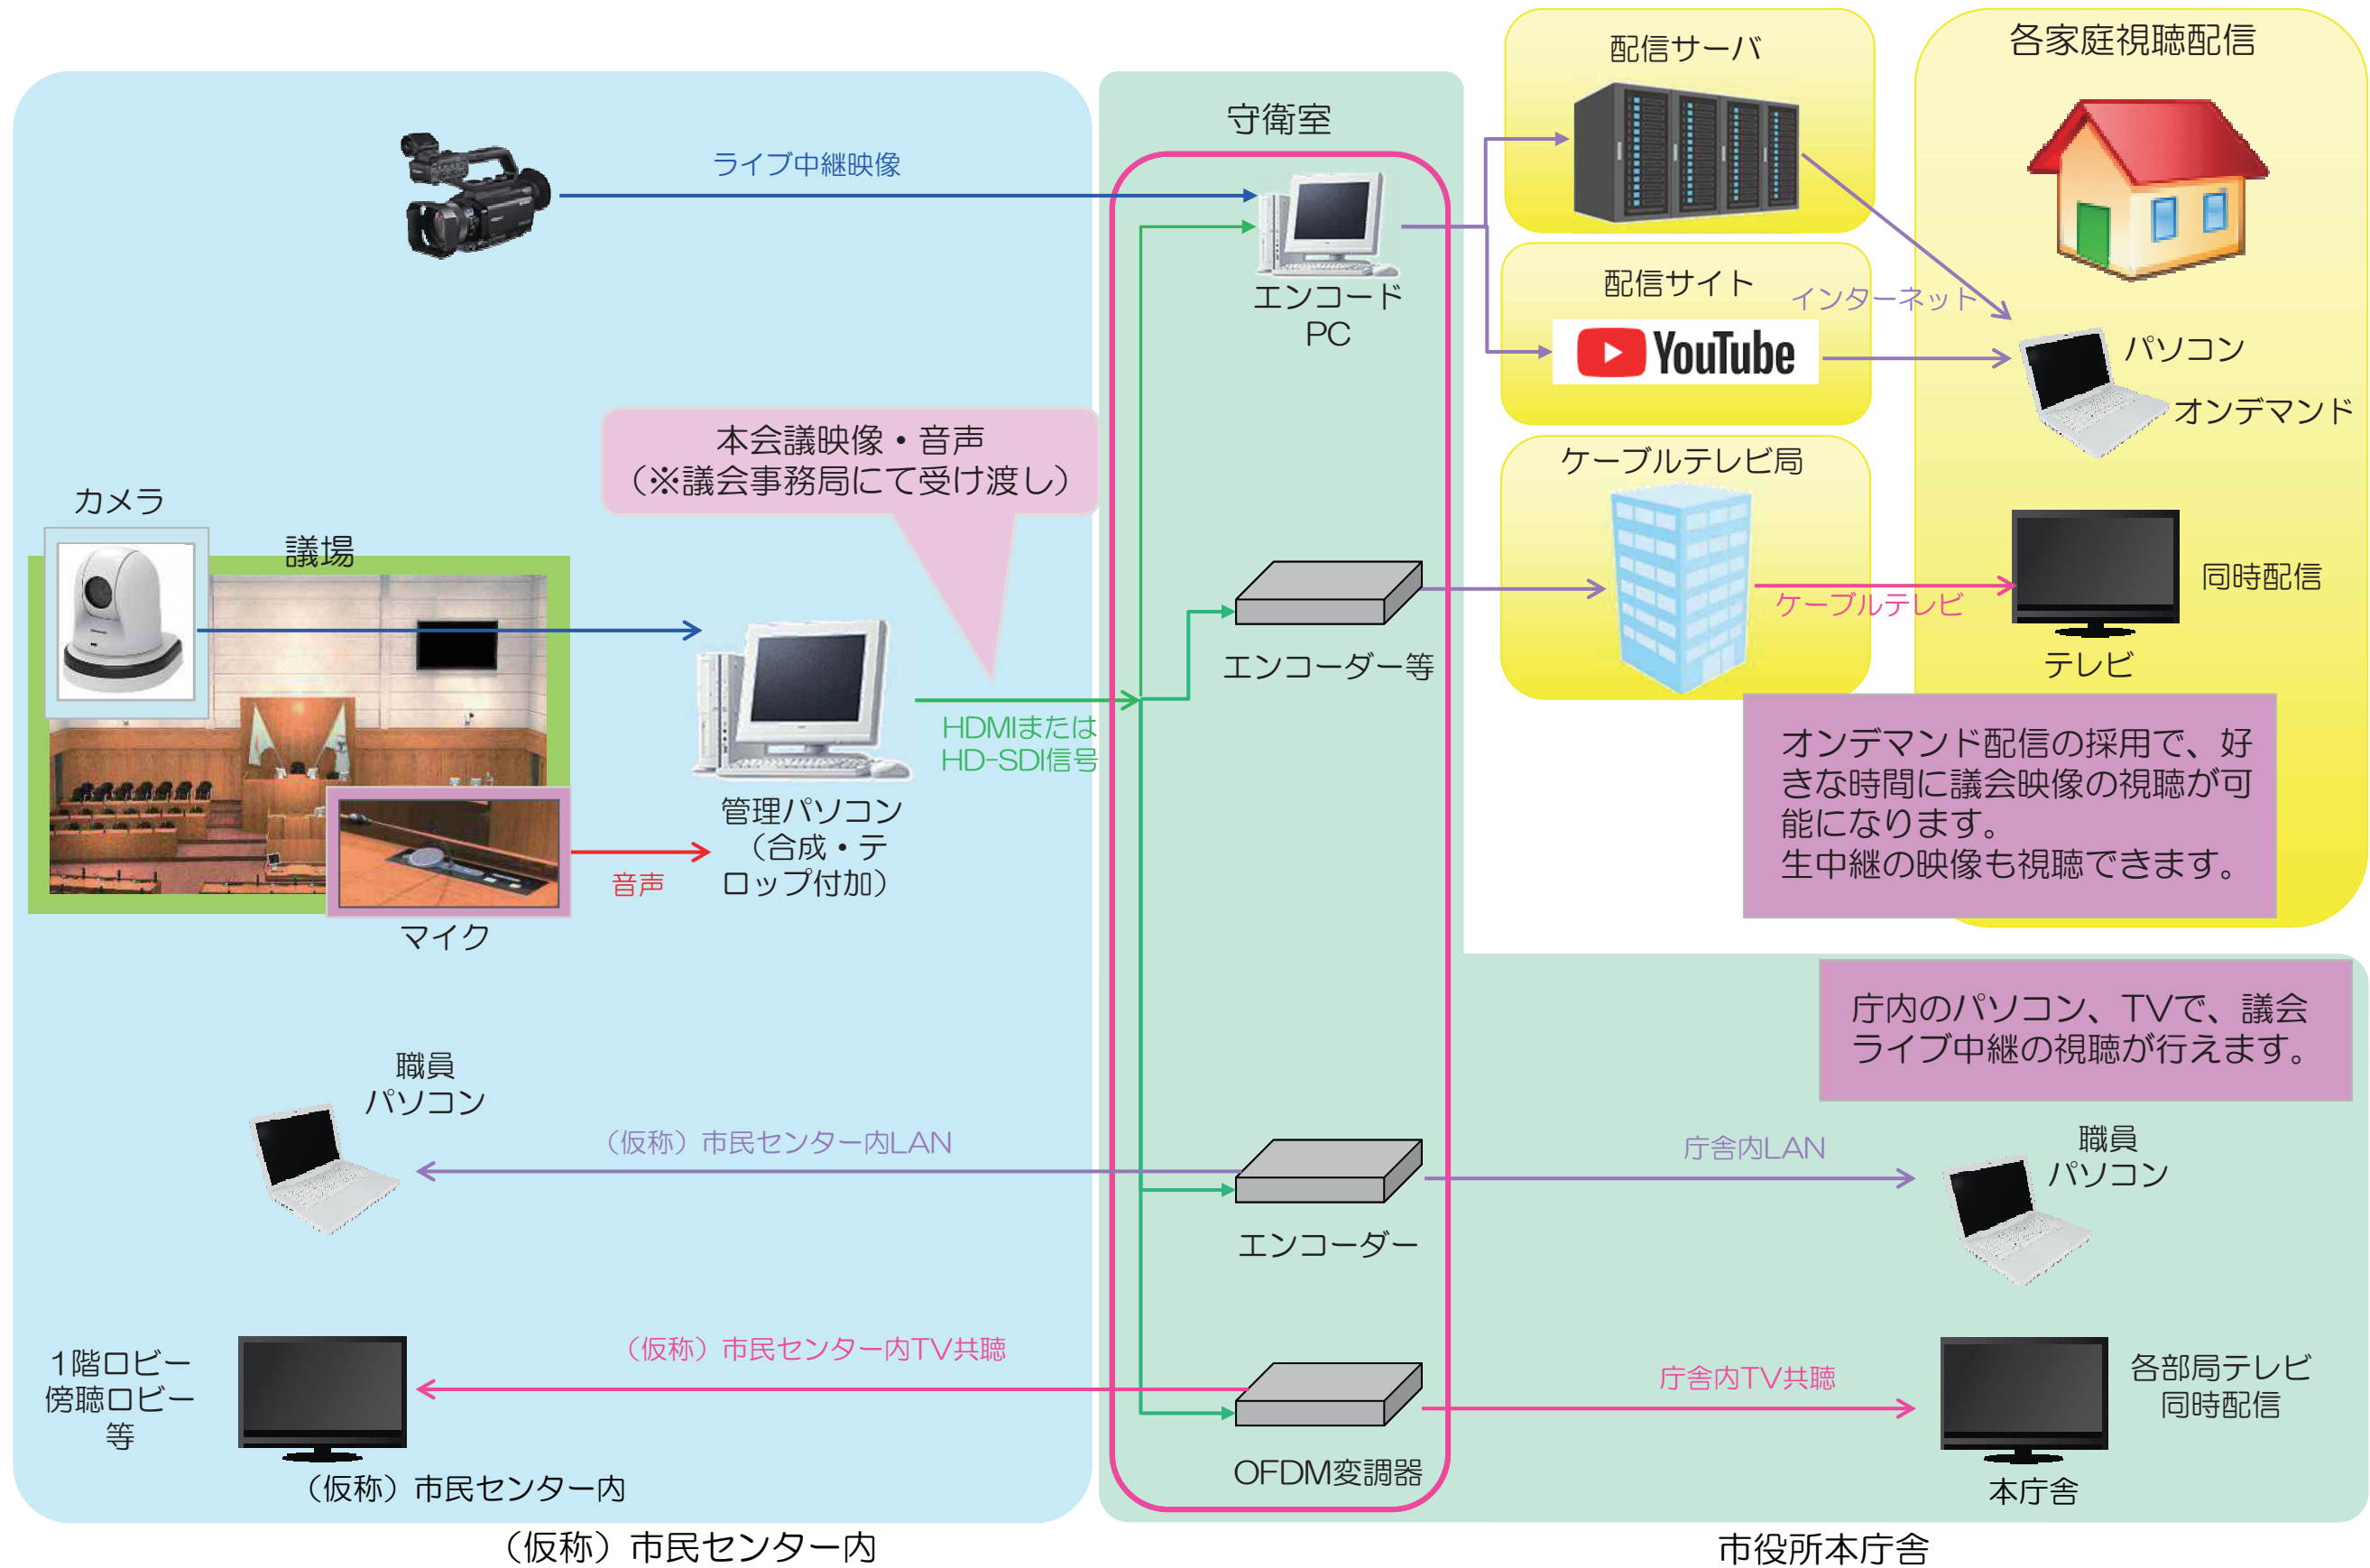 配信サーバ
各家庭視聴配信
守衛室
ライブ中継映像
エンコード
PC
配信サイト
インターネット
YouTube
パソコン
オンデマンド
本会議映像・音声
（※議会事務局にて受け渡し）
ケーブルテレビ局
カメラ
議場
同時配信
ケーブルテレビ
エンコーダー等
テレビ
HDMIまたは
HD-SDI信号
オンデマンド配信の採用で、好
きな時間に議会映像の視聴が可
能になります。
生中継の映像も視聴できます。
管理パソコン
（合成・テ
ロップ付加）
音声
マイク
庁内のパソコン、TVで、議会
ライブ中継の視聴が行えます。
職員
パソコン
（仮称）市民センター内LAN
庁舎内LAN
職員
パソコン
エンコーダー
（仮称）市民センター内TV共聴
庁舎内TV共聴
1階ロビー
傍聴ロビー
等
各部局テレビ
同時配信
OFDM変調器
（仮称）市民センター内
本庁舎
（仮称）市民センター内
市役所本庁舎